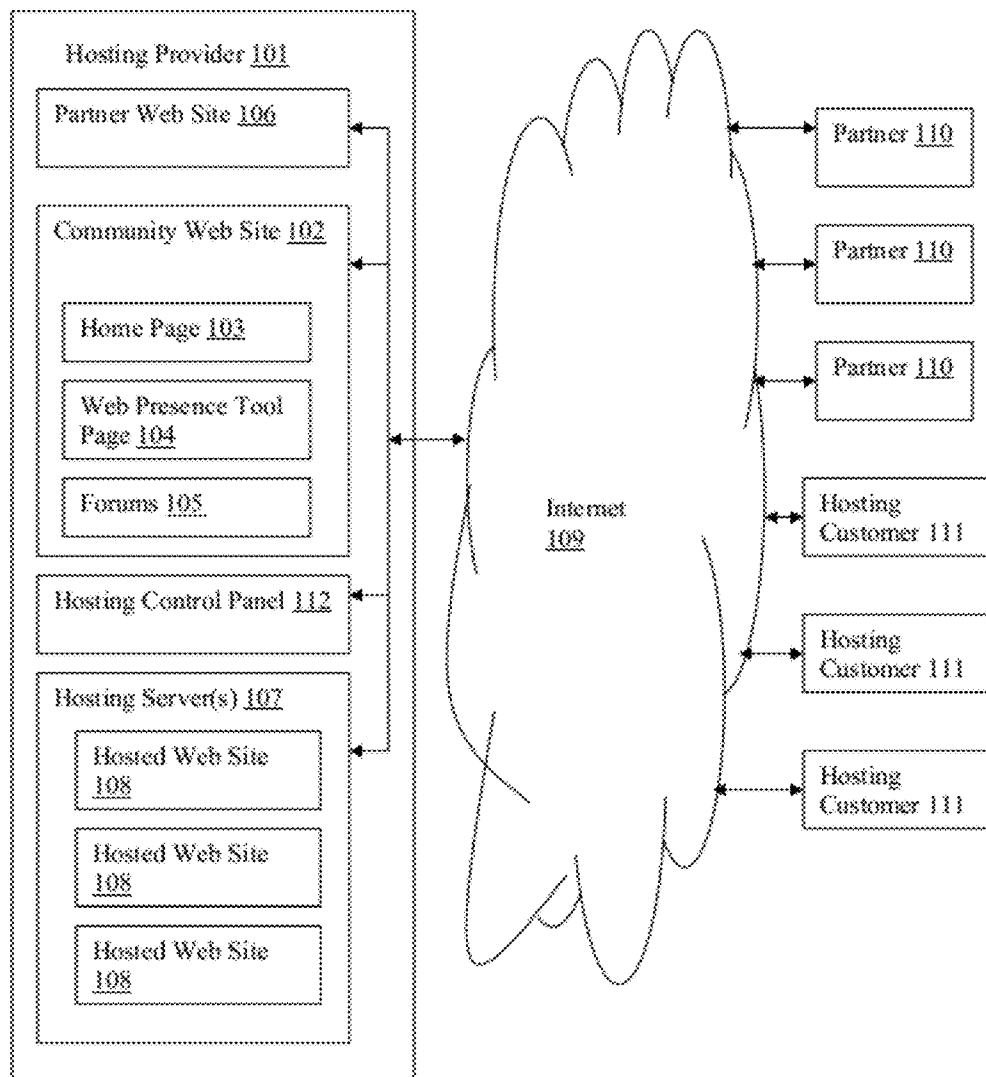 Hosting Provider 101
Partner Web Site 106
Community Web Site 102
Home Page 103
Web Presence Tool
Page 104
Forums 105
Hosting Control Panel 112
Hosting Server(s) 107
Hosted Web Site
108
Hosted Web Site
108
Hosted Web Site
108
Internet
109
Partner 110
Partner 110
Partner 110
Hosting
Customer 111
Hosting
Customer 111
Hosting
Customer 111